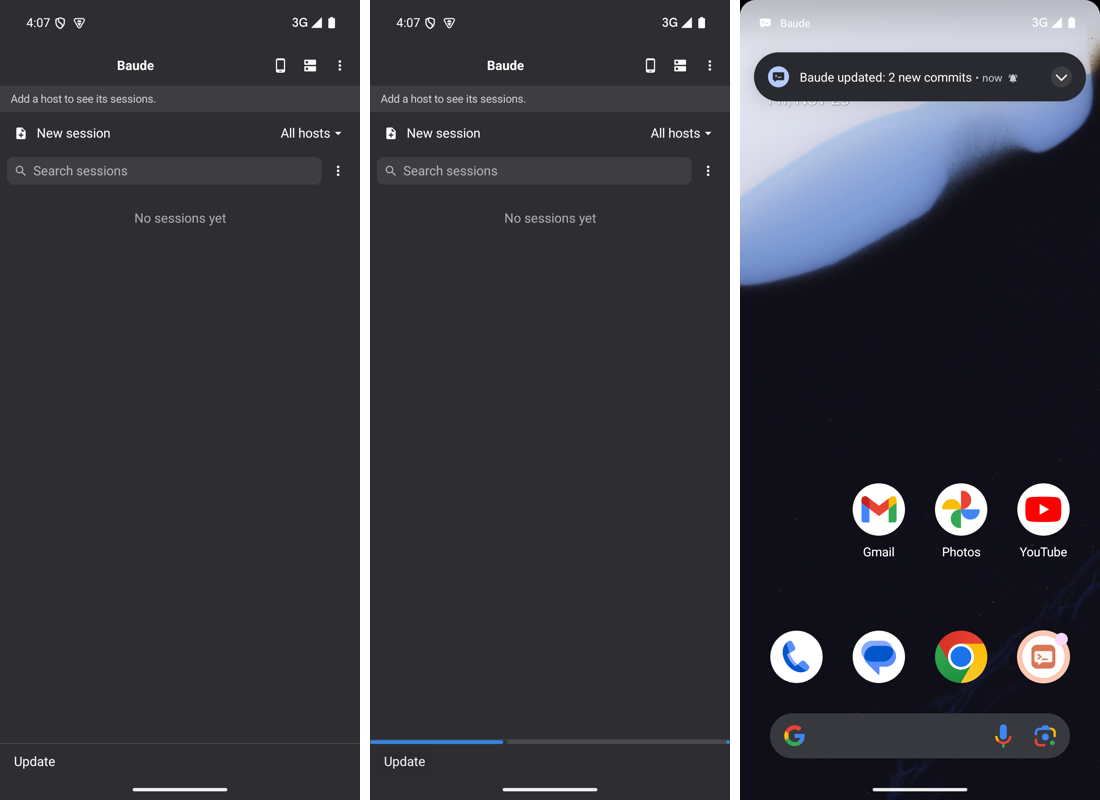 4:07
3G
Baude
Add a host to see its sessions.
New session
All hosts
Search sessions
No sessions yet
Update
4:07
3G
Baude
Add a host to see its sessions.
New session
All hosts
Search sessions
No sessions yet
Update
Baude
3G
Baude updated: 2 new commits • now
Gmail
Photos
YouTube